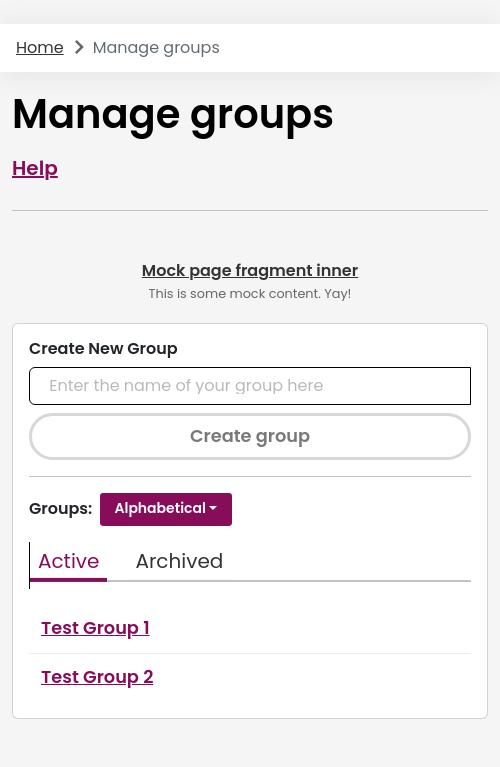 Home > Manage groups
Manage groups
Help
Mock page fragment inner
This is some mock content. Yay!
Create New Group
Enter the name of your group here
Create group
Groups: Alphabetical
Active Archived
Test Group 1
Test Group 2